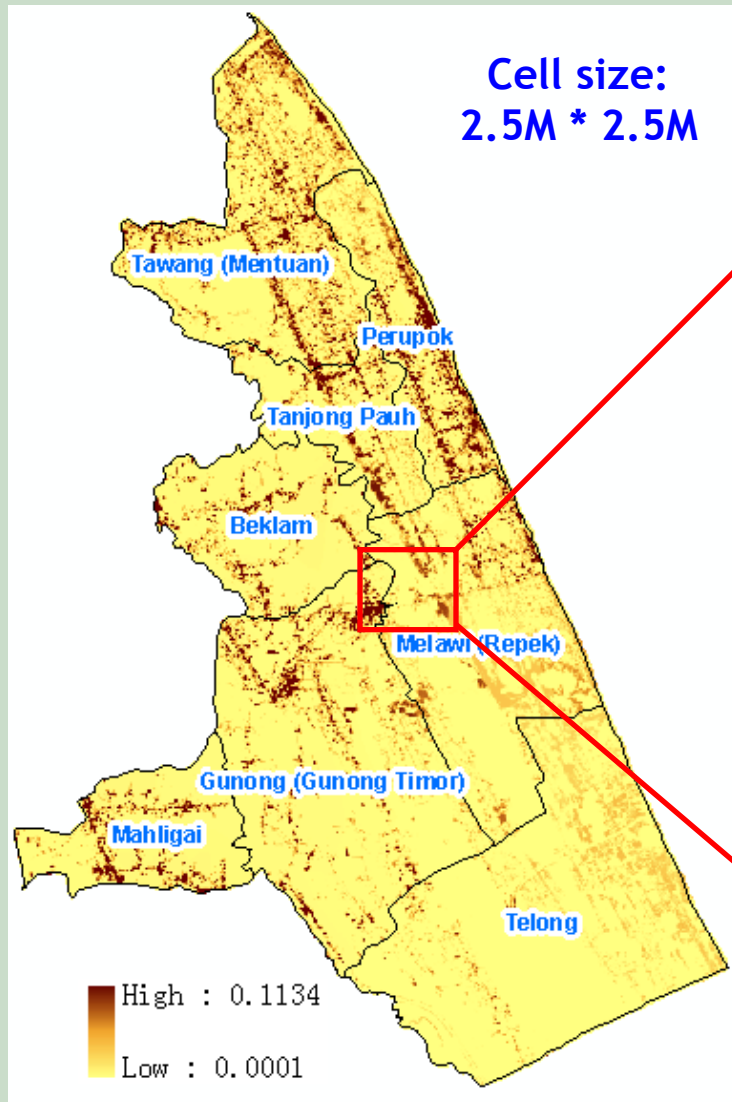 Cell size:
2.5M * 2.5M
Tawang (Mentuan)
Perupok
Tanjong Pauh
Beklam
Melawi (Repek)
Gunong (Gunong Timor)
Mahligai
Telong
High : 0.1134
Low : 0.0001